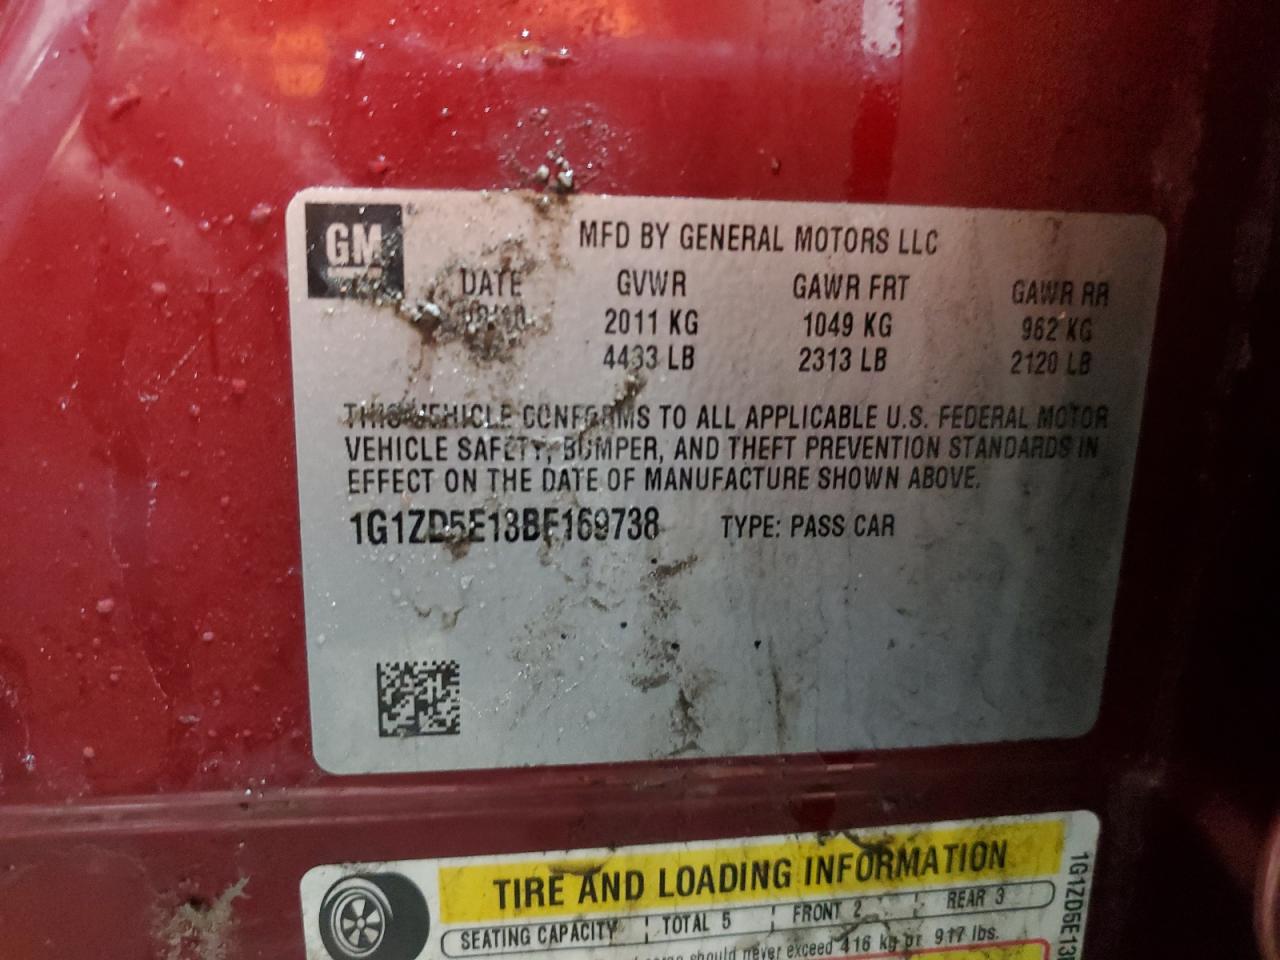 GM
MFD BY GENERAL MOTORS LLC
DATE GVWR GAWR FRT GAWR RR
2011 KG 1049 KG 962 KG
4433 LB 2313 LB 2120 LB
THIS VEHICLE CONFORMS TO ALL APPLICABLE U.S. FEDERAL MOTOR
VEHICLE SAFETY, BUMPER, AND THEFT PREVENTION STANDARDS IN
EFFECT ON THE DATE OF MANUFACTURE SHOWN ABOVE.
1G1ZD5E13BF169738 TYPE: PASS CAR
TIRE AND LOADING INFORMATION
SEATING CAPACITY TOTAL 5 FRONT 2 REAR 3
should never exceed 416 kg or 917 lbs.
1G1ZD5E13